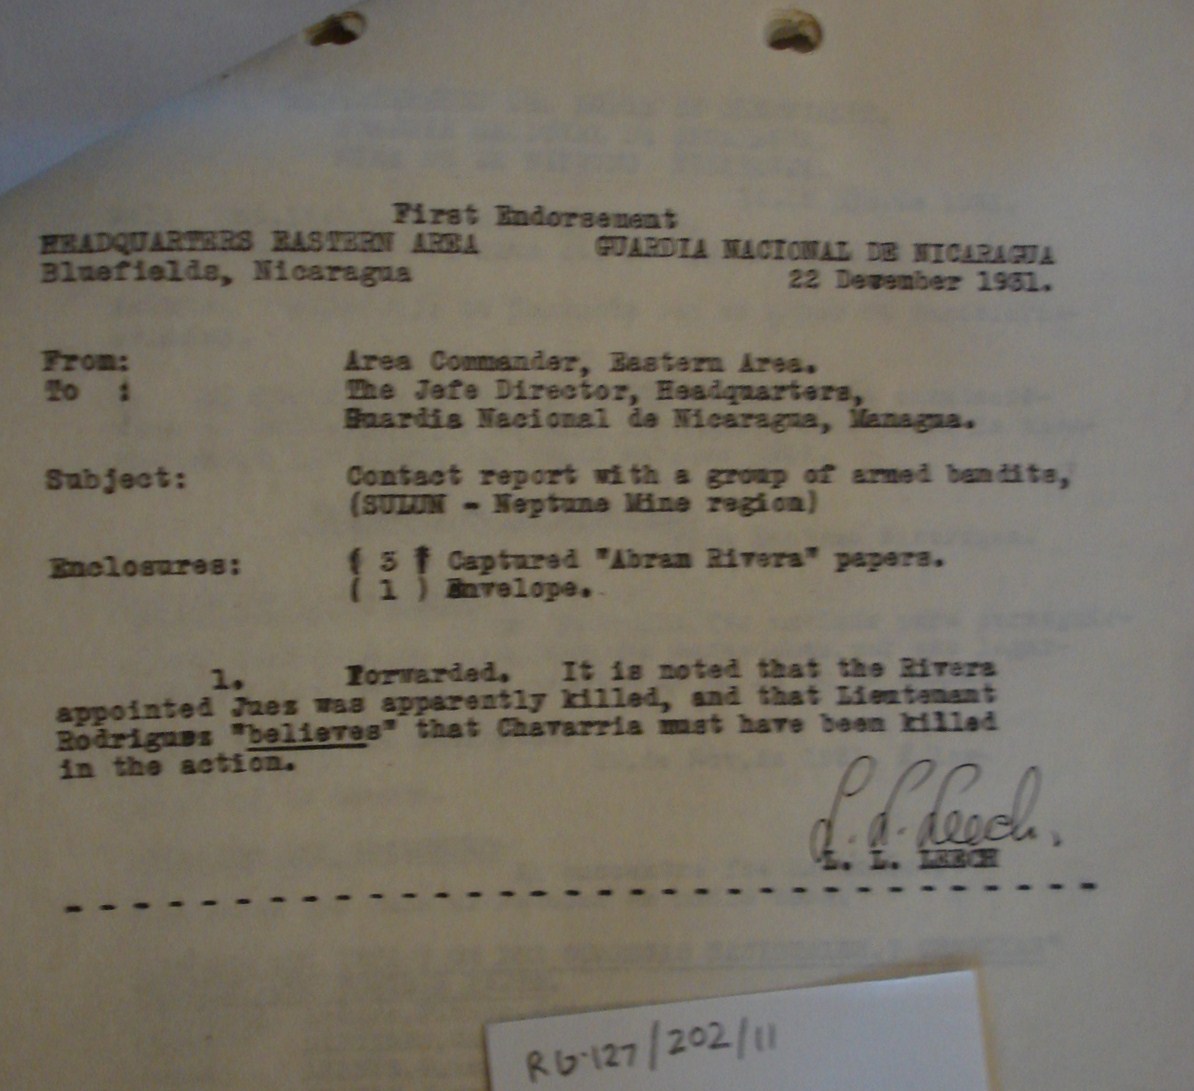 First Endorsement
HEADQUARTERS EASTERN AREA GUARDIA NACIONAL DE NICARAGUA
Bluefields, Nicaragua 22 December 1931.
From: Area Commander, Eastern Area.
To : The Jefe Director, Headquarters,
Guardia Nacional de Nicaragua, Managua.
Subject: Contact report with a group of armed bandits,
(SULUN - Neptune Mine region)
Enclosures: ( 3 ) Captured "Abram Rivera" papers.
( 1 ) Envelope.
1. Forwarded. It is noted that the Rivera
appointed Juez was apparently killed, and that Lieutenant
Rodriguez "believes" that Chavarria must have been killed
in the action.
L. L. Leech.
L. L. LEECH
RG-127/202/11